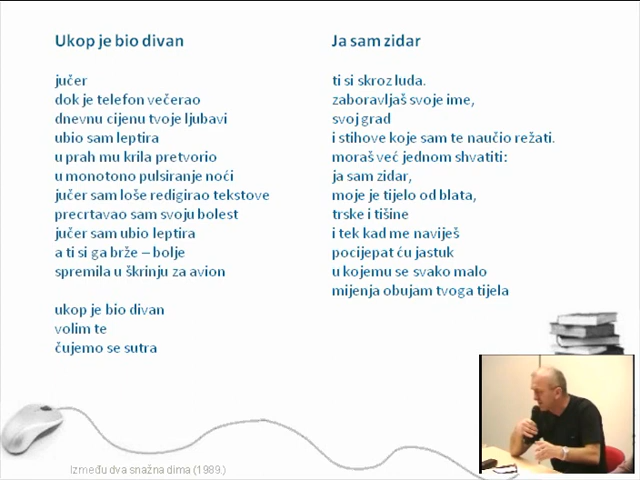 Ukop je bio divan
jučer
dok je telefon večerao
dnevnu cijenu tvoje ljubavi
ubio sam leptira
u prah mu krila pretvorio
u monotono pulsiranje noći
jučer sam loše redigirao tekstove
precrtavao sam svoju bolest
jučer sam ubio leptira
a ti si ga brže – bolje
spremila u škrinju za avion
ukop je bio divan
volim te
čujemo se sutra
Ja sam zidar
ti si skroz luda.
zaboravljaš svoje ime,
svoj grad
i stihove koje sam te naučio režati.
moraš već jednom shvatiti:
ja sam zidar,
moje je tijelo od blata,
trske i tišine
i tek kad me naviješ
pocijepat ću jastuk
u kojemu se svako malo
mijenja obujam tvoga tijela
Između dva snažna dima (1989.)